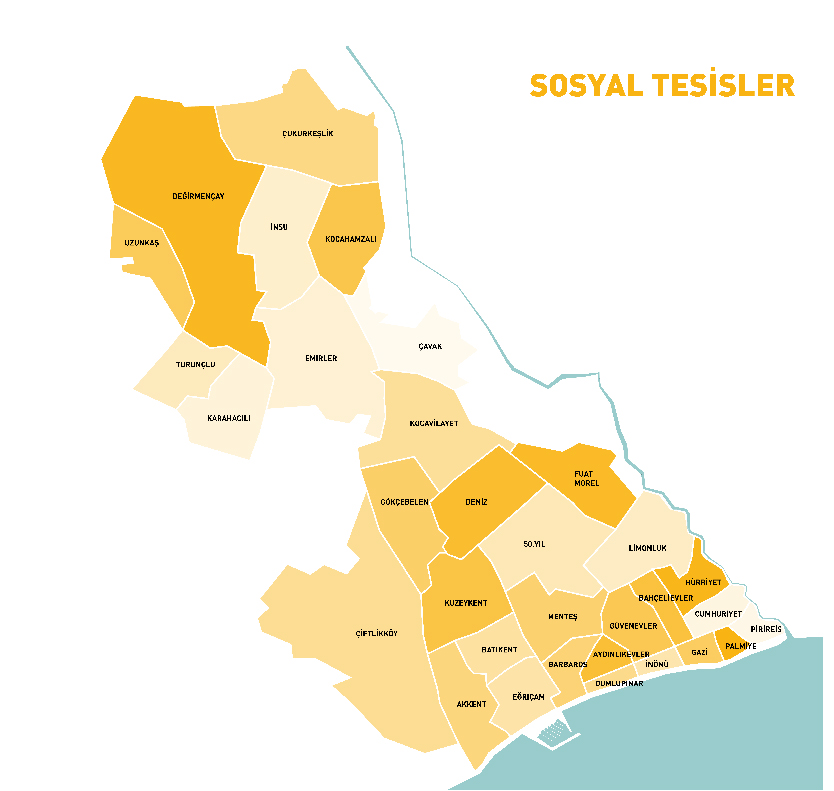 SOSYAL TESİSLER
ÇUKURKEŞLİK
DEĞİRMENÇAY
İNSU
UZUNKAŞ
KOCAHAMZALI
ÇAVAK
EMİRLER
TURUNÇLU
KARAHACILI
KOCAVİLAYET
FUAT
MOREL
GÖKÇEBELEN
DENİZ
50.YIL
LİMONLUK
HÜRRİYET
BAHÇELİEVLER
KUZEYKENT
CUMHURİYET
MENTEŞ
GÜVENEVLER
PİRİREİS
ÇİFTLİKKÖY
PALMİYE
BATIKENT
AYDINLIKEVLER
GAZİ
BARBAROS
İNÖNÜ
DUMLUPINAR
EĞRİÇAM
AKKENT